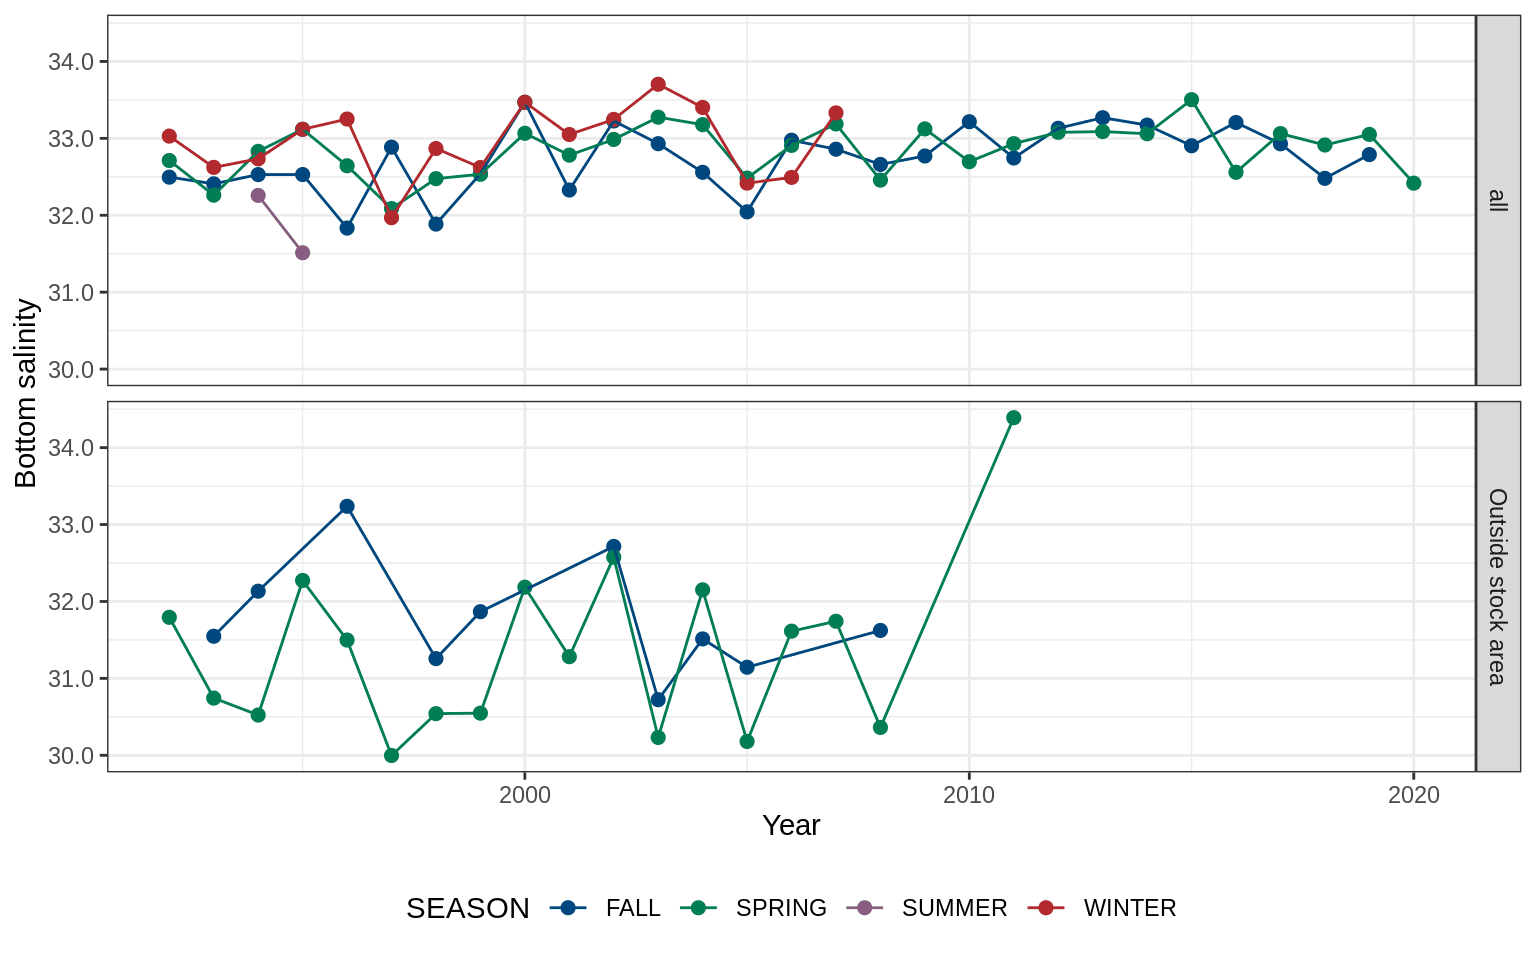 34.0
33.0
32.0
31.0
30.0
all
Bottom salinity
34.0
33.0
32.0
31.0
30.0
Outside stock area
2000 2010 2020
Year
SEASON FALL SPRING SUMMER WINTER